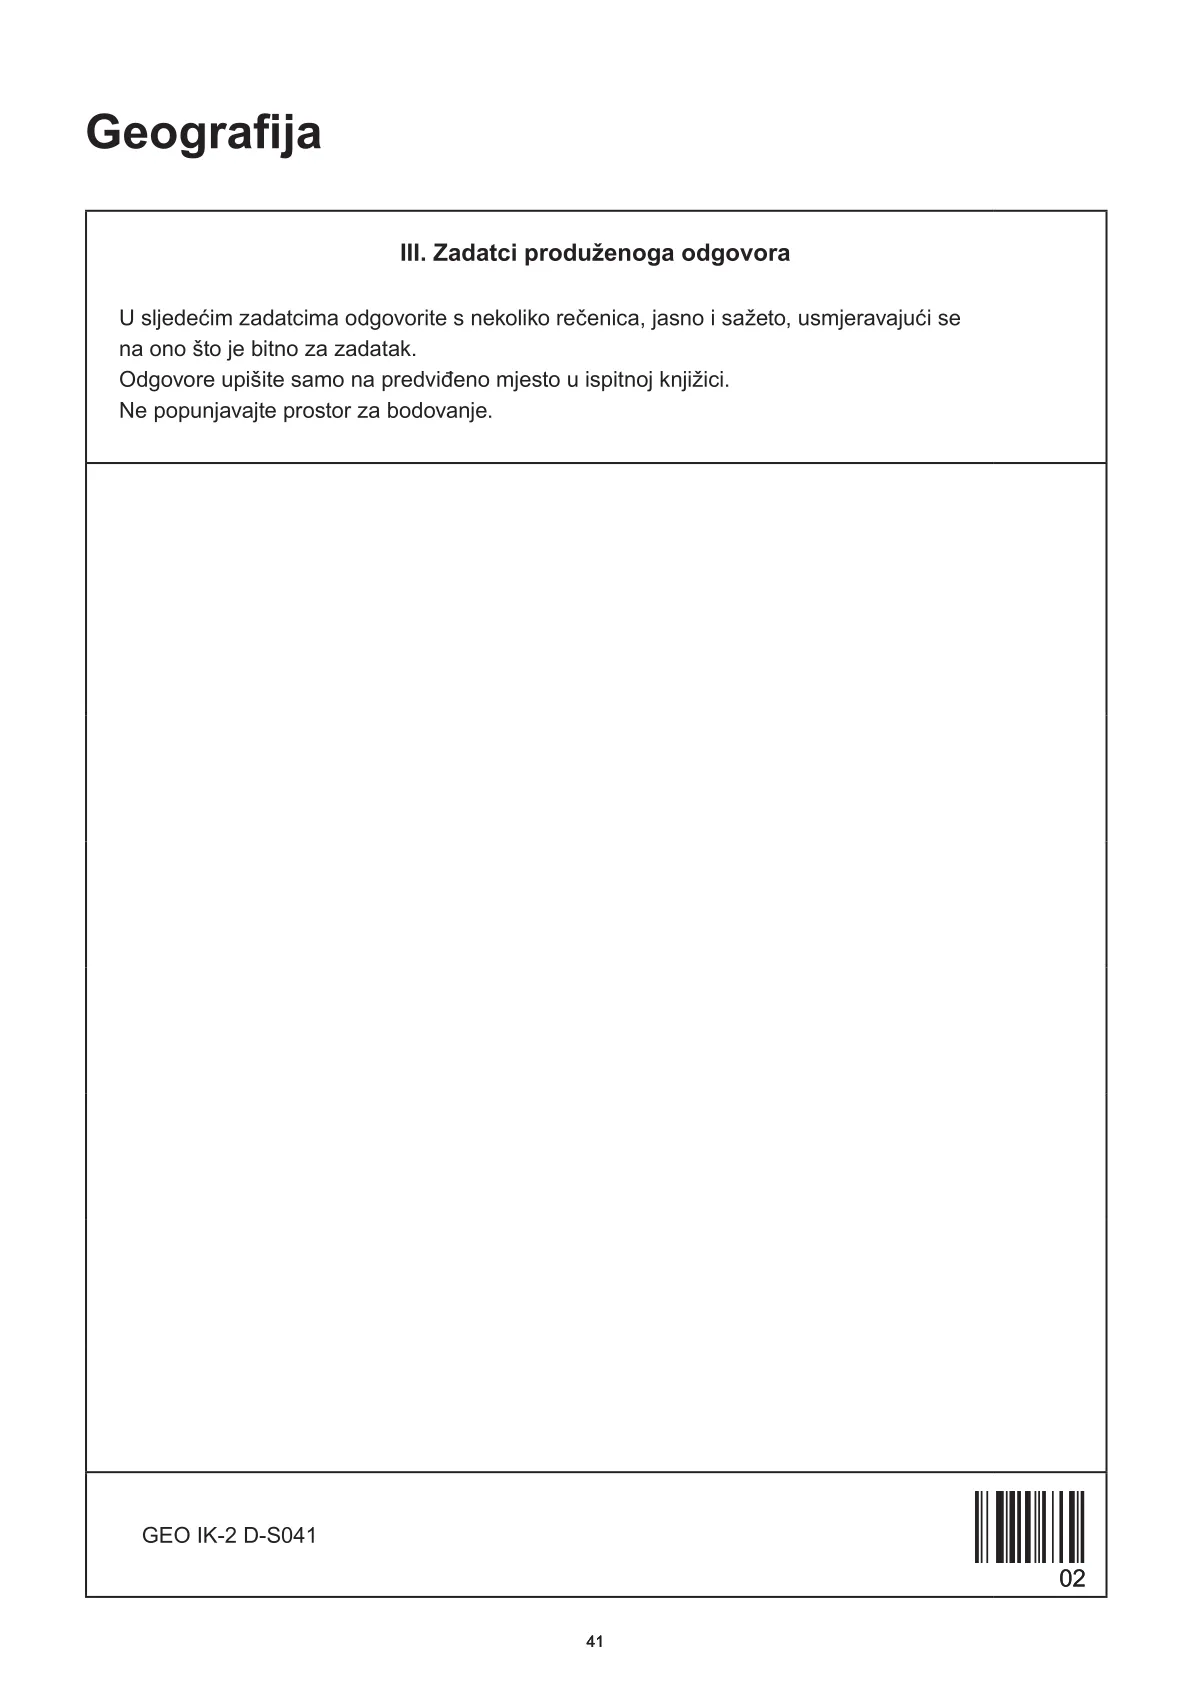 Geografija
III. Zadatci produženoga odgovora
U sljedećim zadatcima odgovorite s nekoliko rečenica, jasno i sažeto, usmjeravajući se
na ono što je bitno za zadatak.
Odgovore upišite samo na predviđeno mjesto u ispitnoj knjižici.
Ne popunjavajte prostor za bodovanje.
GEO IK-2 D-S041
02
41